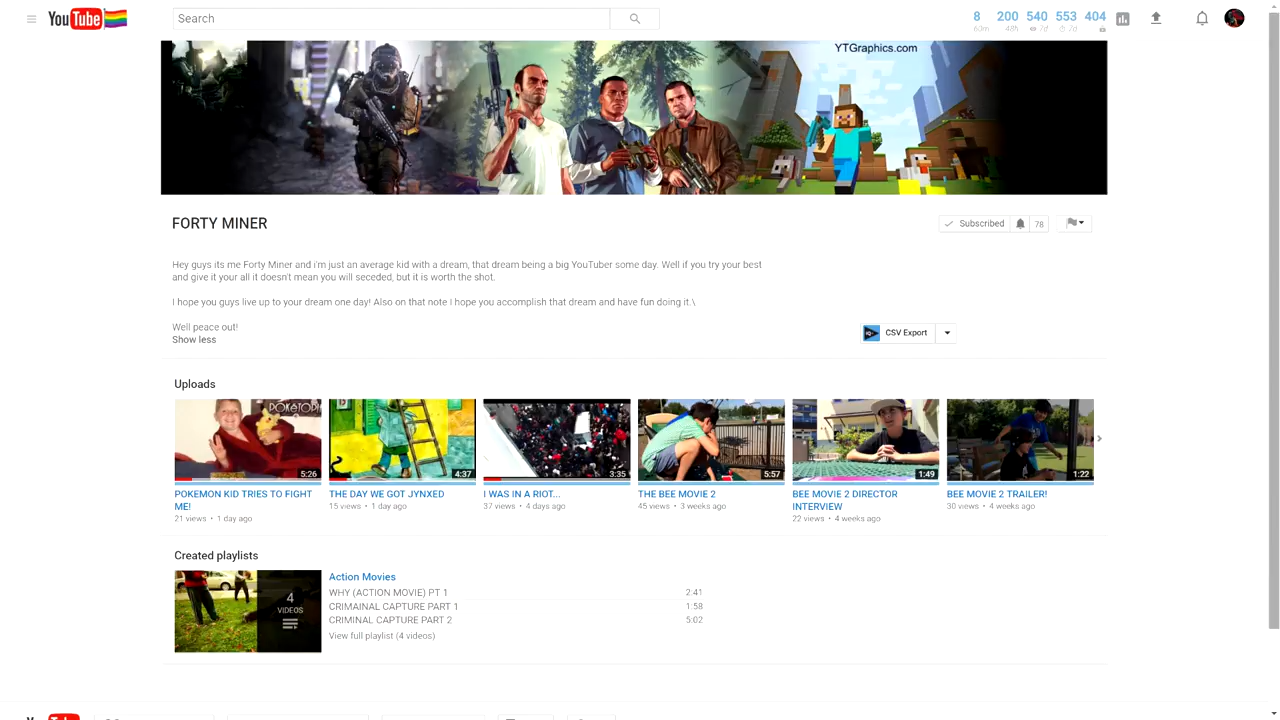 YouTube
Search
8 200 540 553 404
60m 48h 7d 7d
YTGraphics.com
FORTY MINER
Subscribed 78
Hey guys its me Forty Miner and i'm just an average kid with a dream, that dream being a big YouTuber some day. Well if you try your best
and give it your all it doesn't mean you will seceded, but it is worth the shot.
I hope you guys live up to your dream one day! Also on that note I hope you accomplish that dream and have fun doing it.\
Well peace out!
Show less
CSV Export
Uploads
5:26 4:37 3:35 5:57 1:49 1:22
POKEMON KID TRIES TO FIGHT
ME!
21 views • 1 day ago
THE DAY WE GOT JYNXED
15 views • 1 day ago
I WAS IN A RIOT...
37 views • 4 days ago
THE BEE MOVIE 2
45 views • 3 weeks ago
BEE MOVIE 2 DIRECTOR
INTERVIEW
22 views • 4 weeks ago
BEE MOVIE 2 TRAILER!
30 views • 4 weeks ago
Created playlists
4
VIDEOS
Action Movies
WHY (ACTION MOVIE) PT 1 2:41
CRIMAINAL CAPTURE PART 1 1:58
CRIMINAL CAPTURE PART 2 5:02
View full playlist (4 videos)